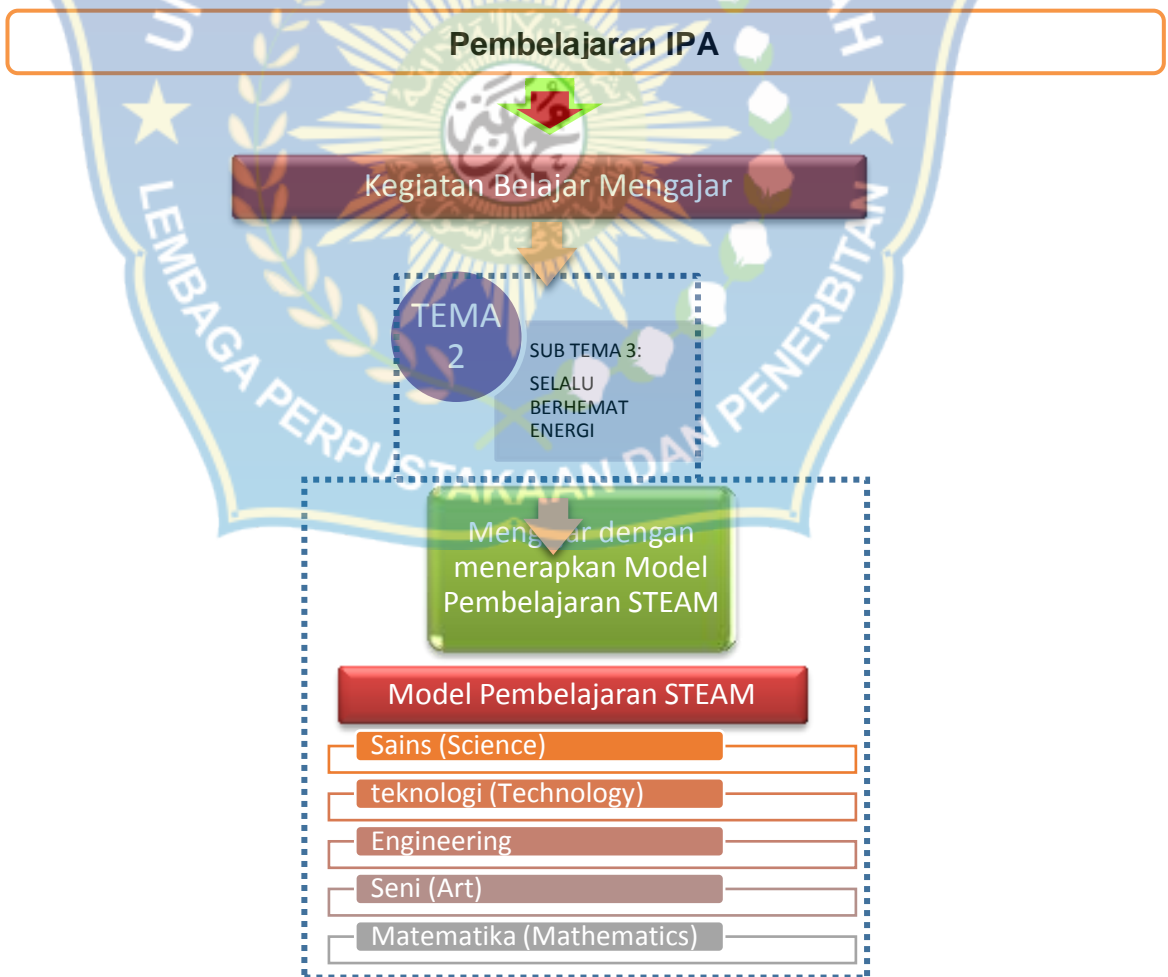 Pembelajaran IPA
Kegiatan Belajar Mengajar
TEMA
2
SUB TEMA 3:
SELALU
BERHEMAT
ENERGI
LEMBAGA PERPUSTAKAAN DAN PENERBITAN
Mengajar dengan
menerapkan Model
Pembelajaran STEAM
Model Pembelajaran STEAM
Sains (Science)
teknologi (Technology)
Engineering
Seni (Art)
Matematika (Mathematics)